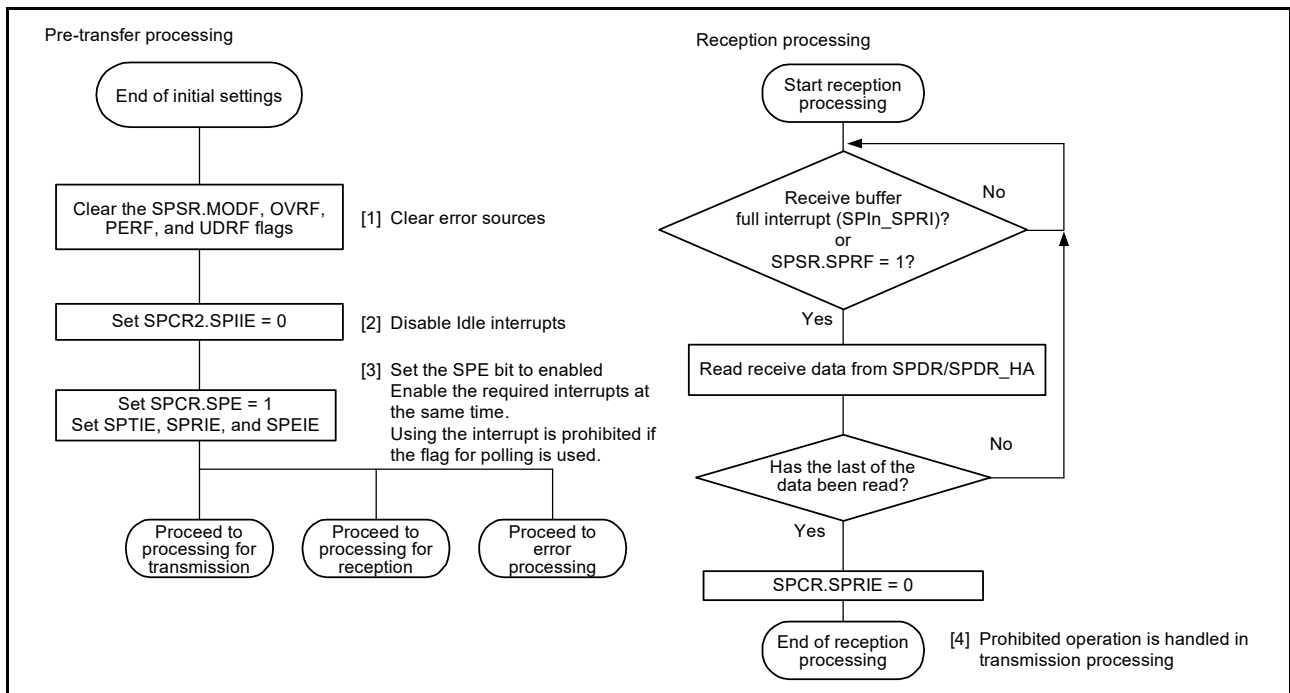 Pre-transfer processing
End of initial settings
Clear the SPSR.MODF, OVRF,
PERF, and UDRF flags
[1] Clear error sources
Set SPCR2.SPIIE = 0
[2] Disable Idle interrupts
Set SPCR.SPE = 1
Set SPTIE, SPRIE, and SPEIE
[3] Set the SPE bit to enabled
Enable the required interrupts at
the same time.
Using the interrupt is prohibited if
the flag for polling is used.
Proceed to
processing for
transmission
Proceed to
processing for
reception
Proceed to
error
processing
Reception processing
Start reception
processing
Receive buffer
full interrupt (SPIn_SPRI)?
or
SPSR.SPRF = 1?
No
Yes
Read receive data from SPDR/SPDR_HA
Has the last of the
data been read?
No
Yes
SPCR.SPRIE = 0
End of reception
processing
[4] Prohibited operation is handled in
transmission processing